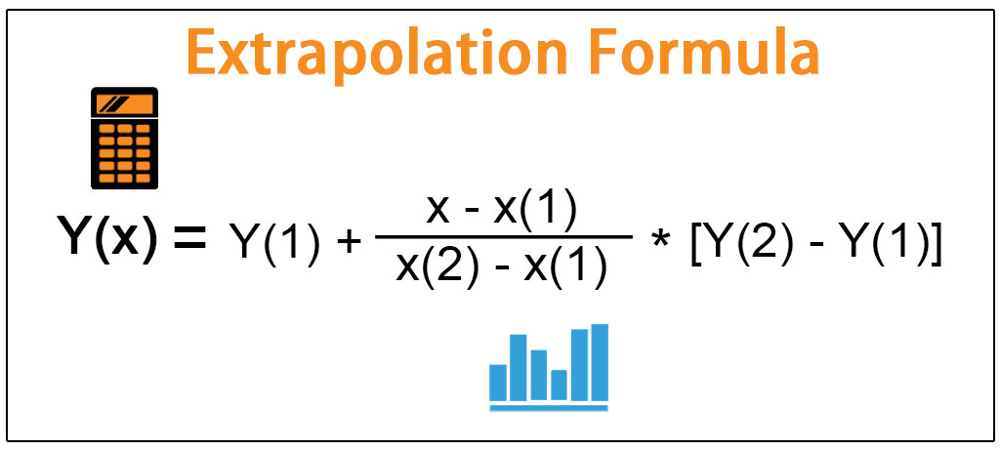 Extrapolation Formula
x - x(1)
Y(x) = Y(1) + * [Y(2) - Y(1)]
x(2) - x(1)